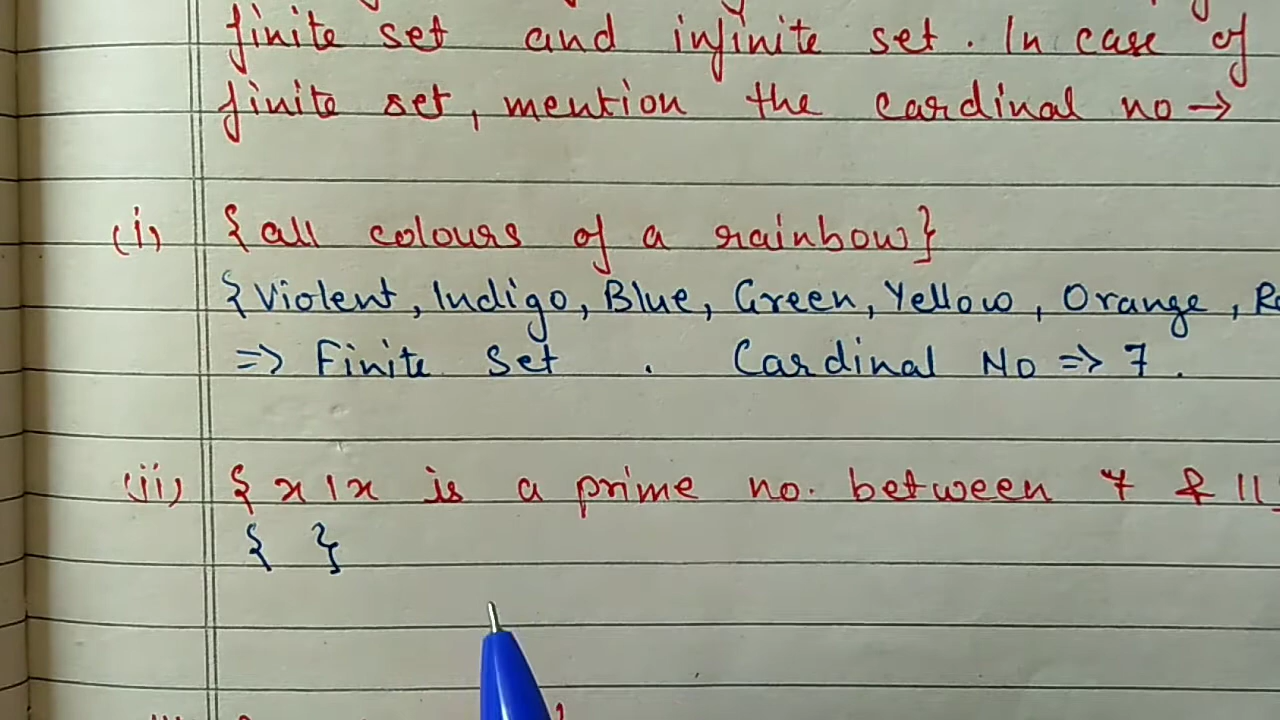 finite set and infinite set. In case of
finite set, mention the cardinal no →
(i) {all colours of a rainbow}
{Violent, Indigo, Blue, Green, Yellow, Orange,
=> Finite Set . Cardinal No => 7.
(ii) {x|x is a prime no. between 7 & 11}
{ }